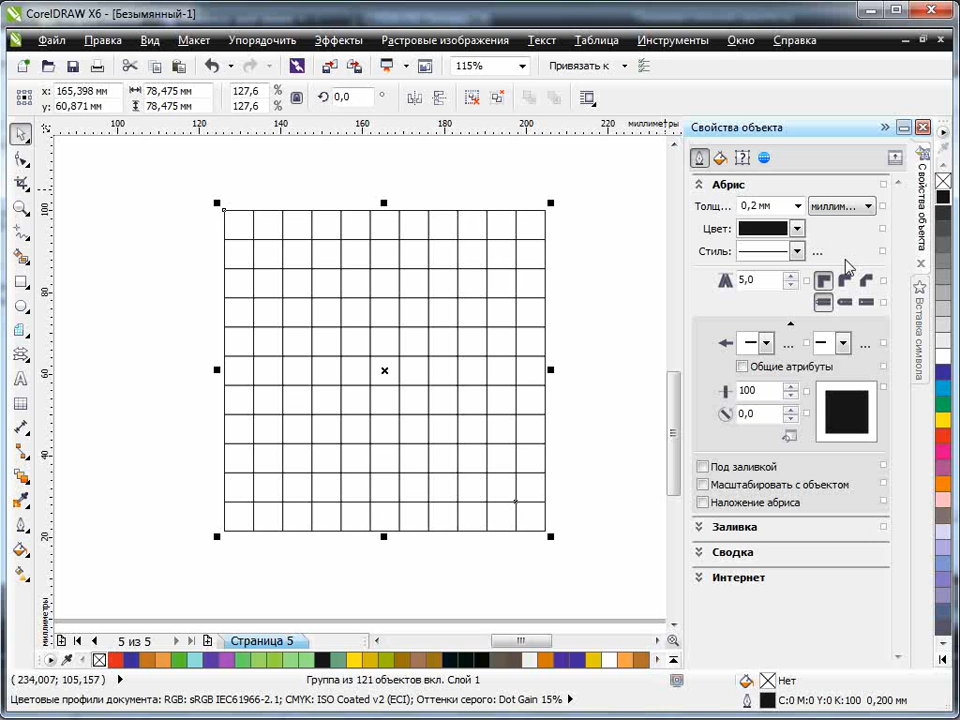 CorelDRAW X6 - [Безымянный-1]
Файл Правка Вид Макет Упорядочить Эффекты Растровые изображения Текст Таблица Инструменты Окно Справка
115% Привязать к
x: 165,398 мм 78,475 мм 127,6 %
y: 60,871 мм 78,475 мм 127,6 %
0,0
100 120 140 160 180 200 220 миллиметры
100
80
60
40
20
миллиметры
Свойства объекта
Абрис
Толщ... 0,2 мм миллим...
Цвет:
Стиль: ...
5,0
... ...
Общие атрибуты
100
0,0
Под заливкой
Масштабировать с объектом
Наложение абриса
Заливка
Сводка
Интернет
Свойства объекта
Вставка символа
5 из 5 Страница 5
( 234,007; 105,157 ) Группа из 121 объектов вкл. Слой 1 Нет
Цветовые профили документа: RGB: sRGB IEC61966-2.1; CMYK: ISO Coated v2 (ECI); Оттенки серого: Dot Gain 15% C:0 M:0 Y:0 K:100 0,200 мм